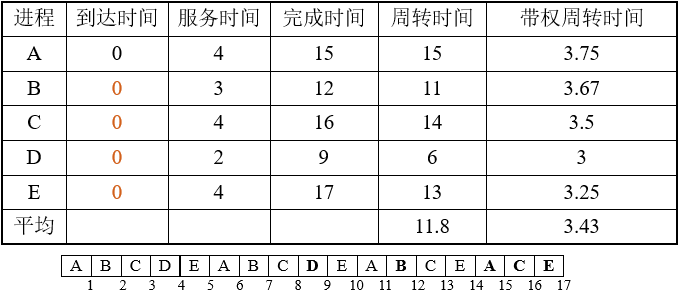 进程 到达时间 服务时间 完成时间 周转时间 带权周转时间
A 0 4 15 15 3.75
B 0 3 12 11 3.67
C 0 4 16 14 3.5
D 0 2 9 6 3
E 0 4 17 13 3.25
平均 11.8 3.43
A B C D E A B C D E A B C E A C E
1 2 3 4 5 6 7 8 9 10 11 12 13 14 15 16 17